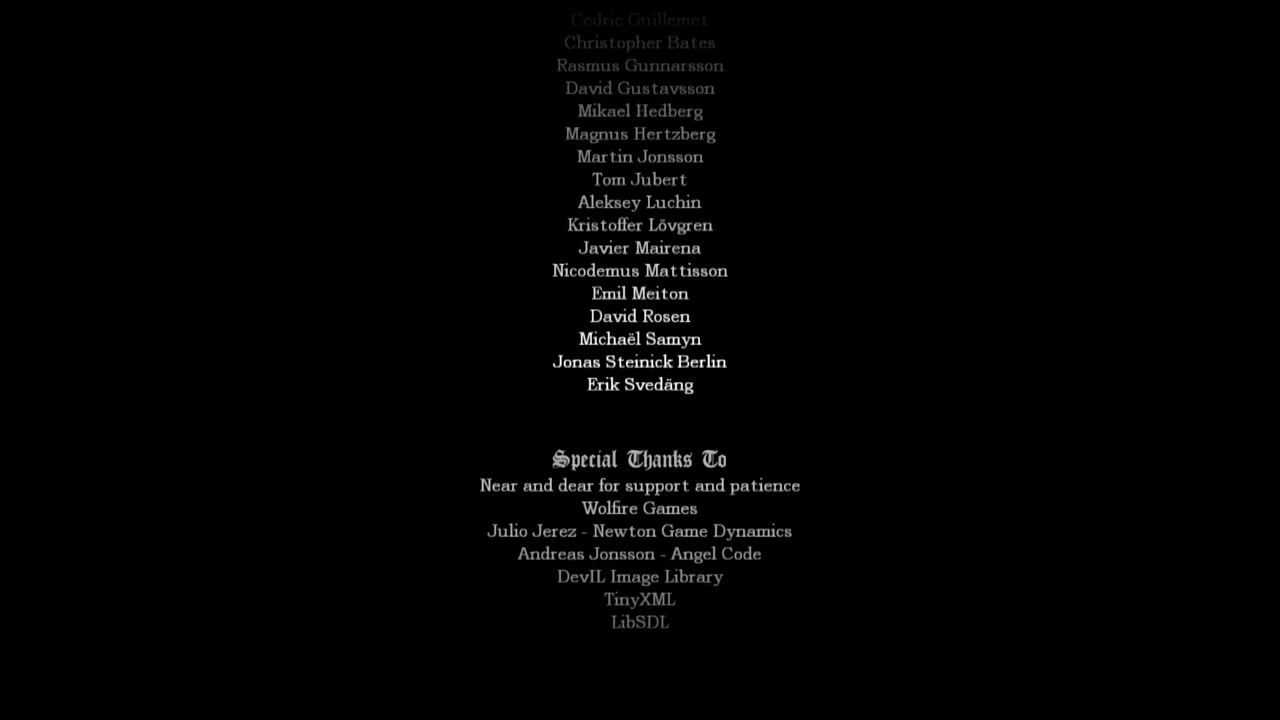 Cedric Guillemet
Christopher Bates
Rasmus Gunnarsson
David Gustavsson
Mikael Hedberg
Magnus Hertzberg
Martin Jonsson
Tom Jubert
Aleksey Luchin
Kristoffer Lövgren
Javier Mairena
Nicodemus Mattisson
Emil Meiton
David Rosen
Michaël Samyn
Jonas Steinick Berlin
Erik Svedäng
Special Thanks To
Near and dear for support and patience
Wolfire Games
Julio Jerez - Newton Game Dynamics
Andreas Jonsson - Angel Code
DevIL Image Library
TinyXML
LibSDL